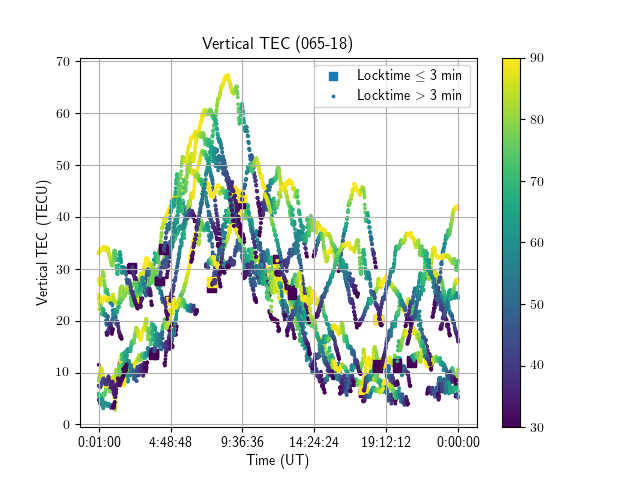 Vertical TEC (065-18)
Locktime ≤ 3 min
Locktime > 3 min
Vertical TEC (TECU)
70
60
50
40
30
20
10
0
0:01:00 4:48:48 9:36:36 14:24:24 19:12:12 0:00:00
Time (UT)
90
80
70
60
50
40
30